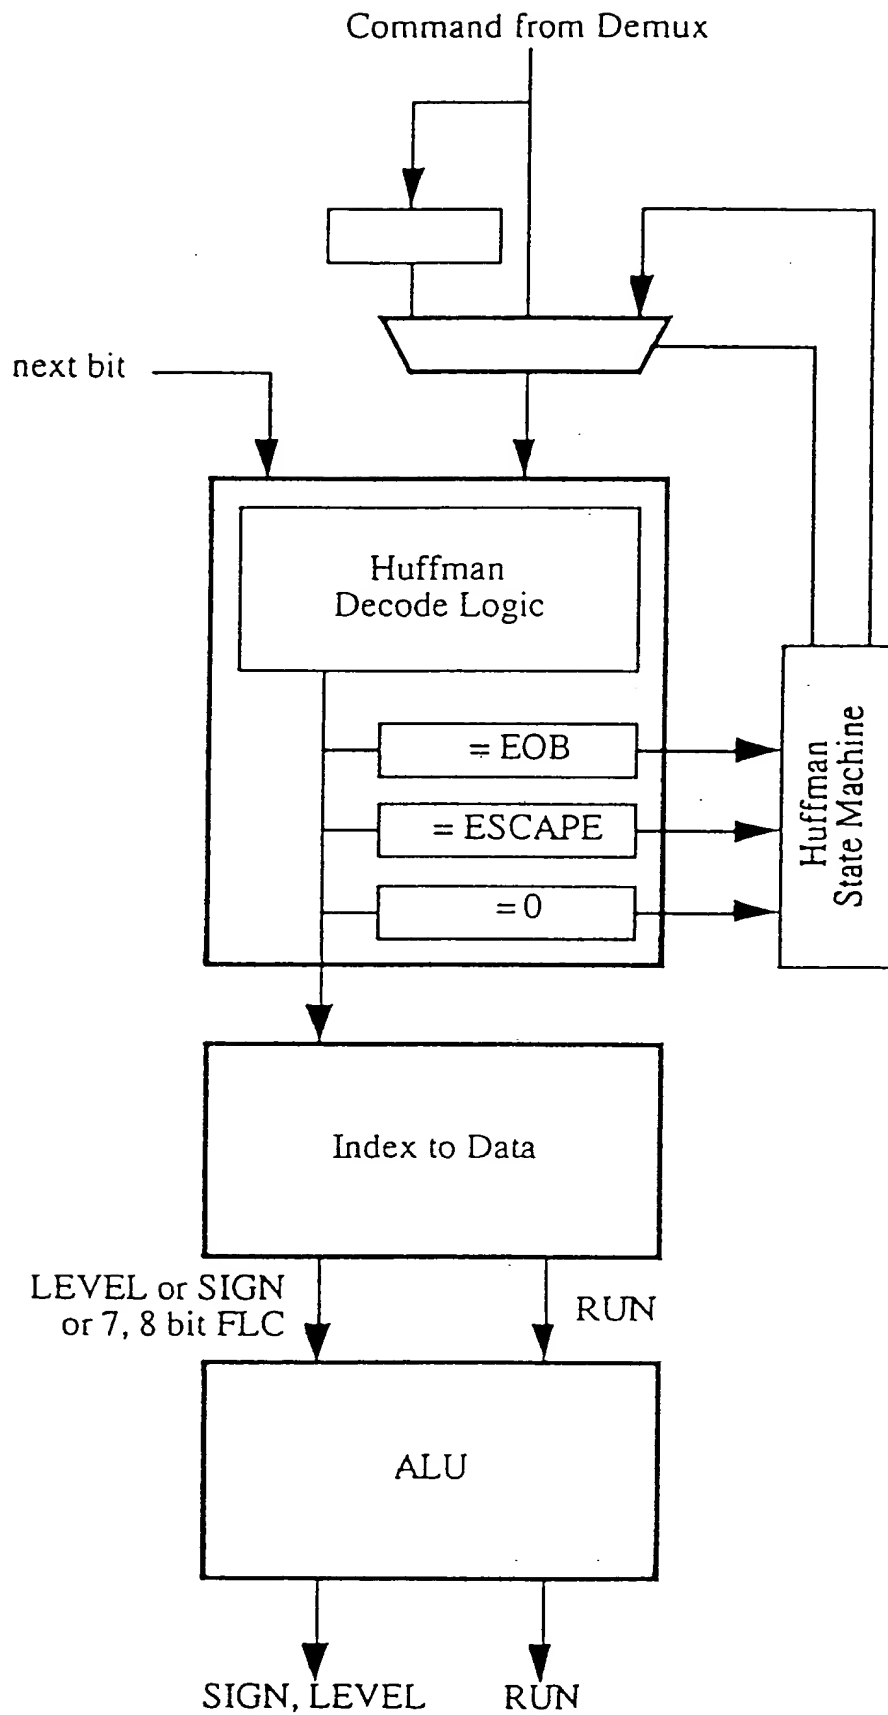 Command from Demux
next bit
Huffman
Decode Logic
= EOB
= ESCAPE
= 0
Huffman
State Machine
Index to Data
LEVEL or SIGN
or 7, 8 bit FLC
RUN
ALU
SIGN, LEVEL
RUN